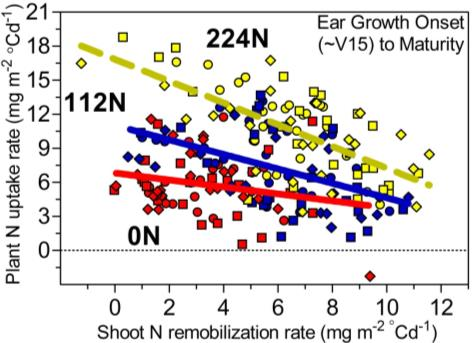 Ear Growth Onset
(~V15) to Maturity
224N
112N
0N
Plant N uptake rate (mg m-2 °Cd-1)
21
18
15
12
9
6
3
0
0 2 4 6 8 10 12
Shoot N remobilization rate (mg m-2 °Cd-1)